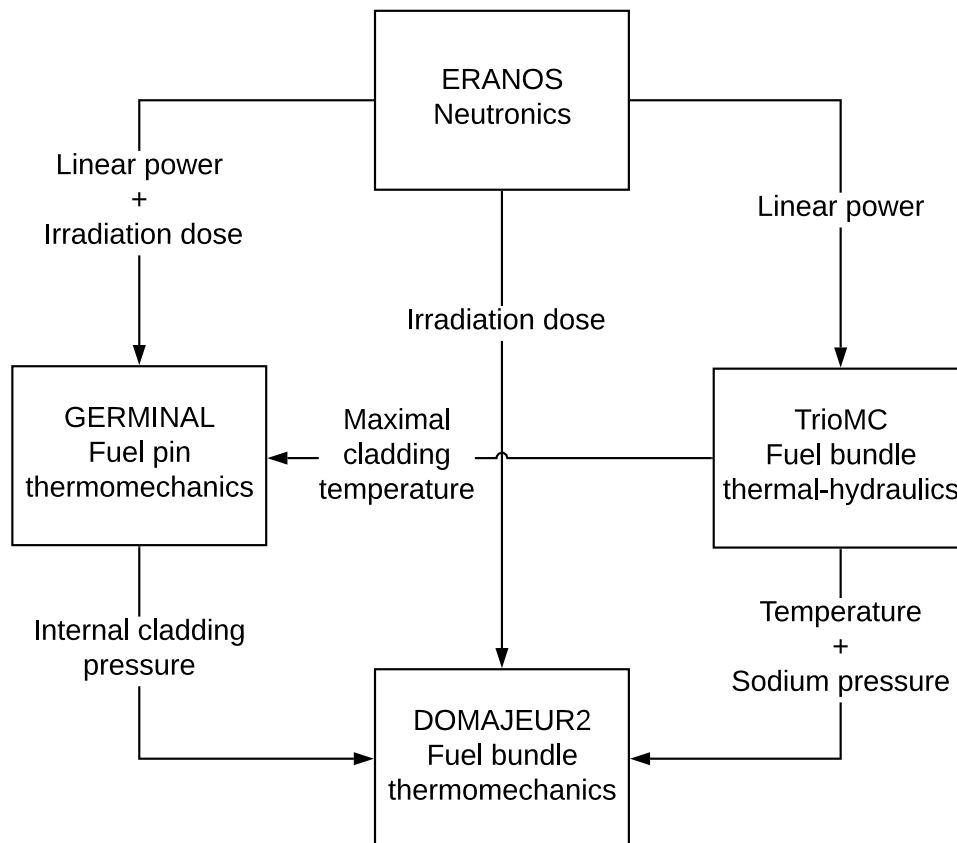 ERANOS
Neutronics
Linear power
+
Irradiation dose
Linear power
Irradiation dose
GERMINAL
Fuel pin
thermomechanics
Maximal
cladding
temperature
TrioMC
Fuel bundle
thermal-hydraulics
Internal cladding
pressure
Temperature
+
Sodium pressure
DOMAJEUR2
Fuel bundle
thermomechanics